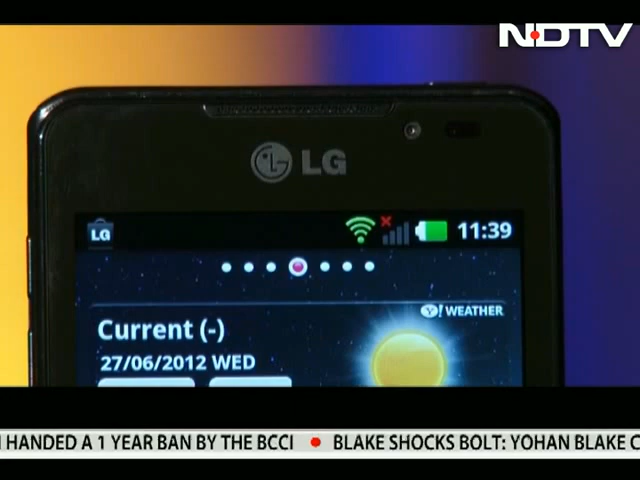 NDTV
LG
LG
11:39
Y! WEATHER
Current (-)
27/06/2012 WED
HANDED A 1 YEAR BAN BY THE BCCI • BLAKE SHOCKS BOLT: YOHAN BLAKE